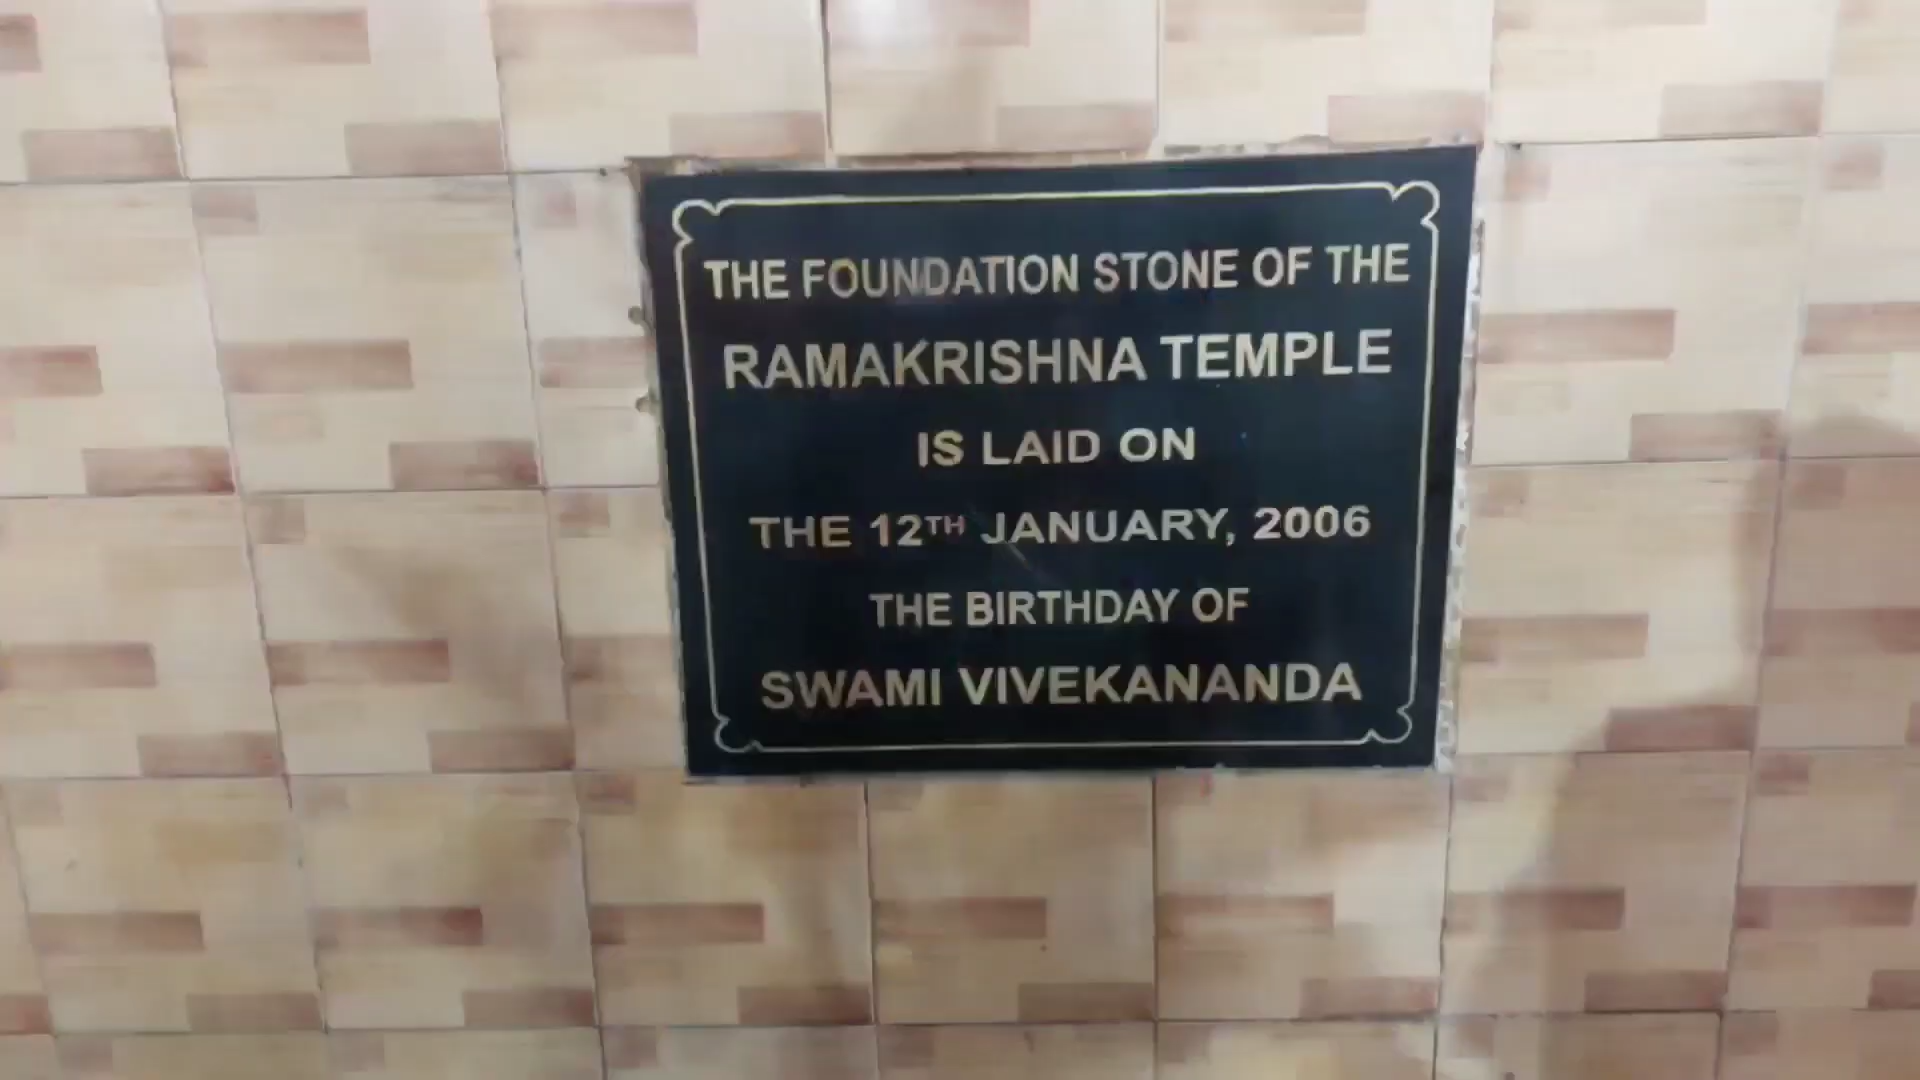 THE FOUNDATION STONE OF THE
RAMAKRISHNA TEMPLE
IS LAID ON
THE 12TH JANUARY, 2006
THE BIRTHDAY OF
SWAMI VIVEKANANDA